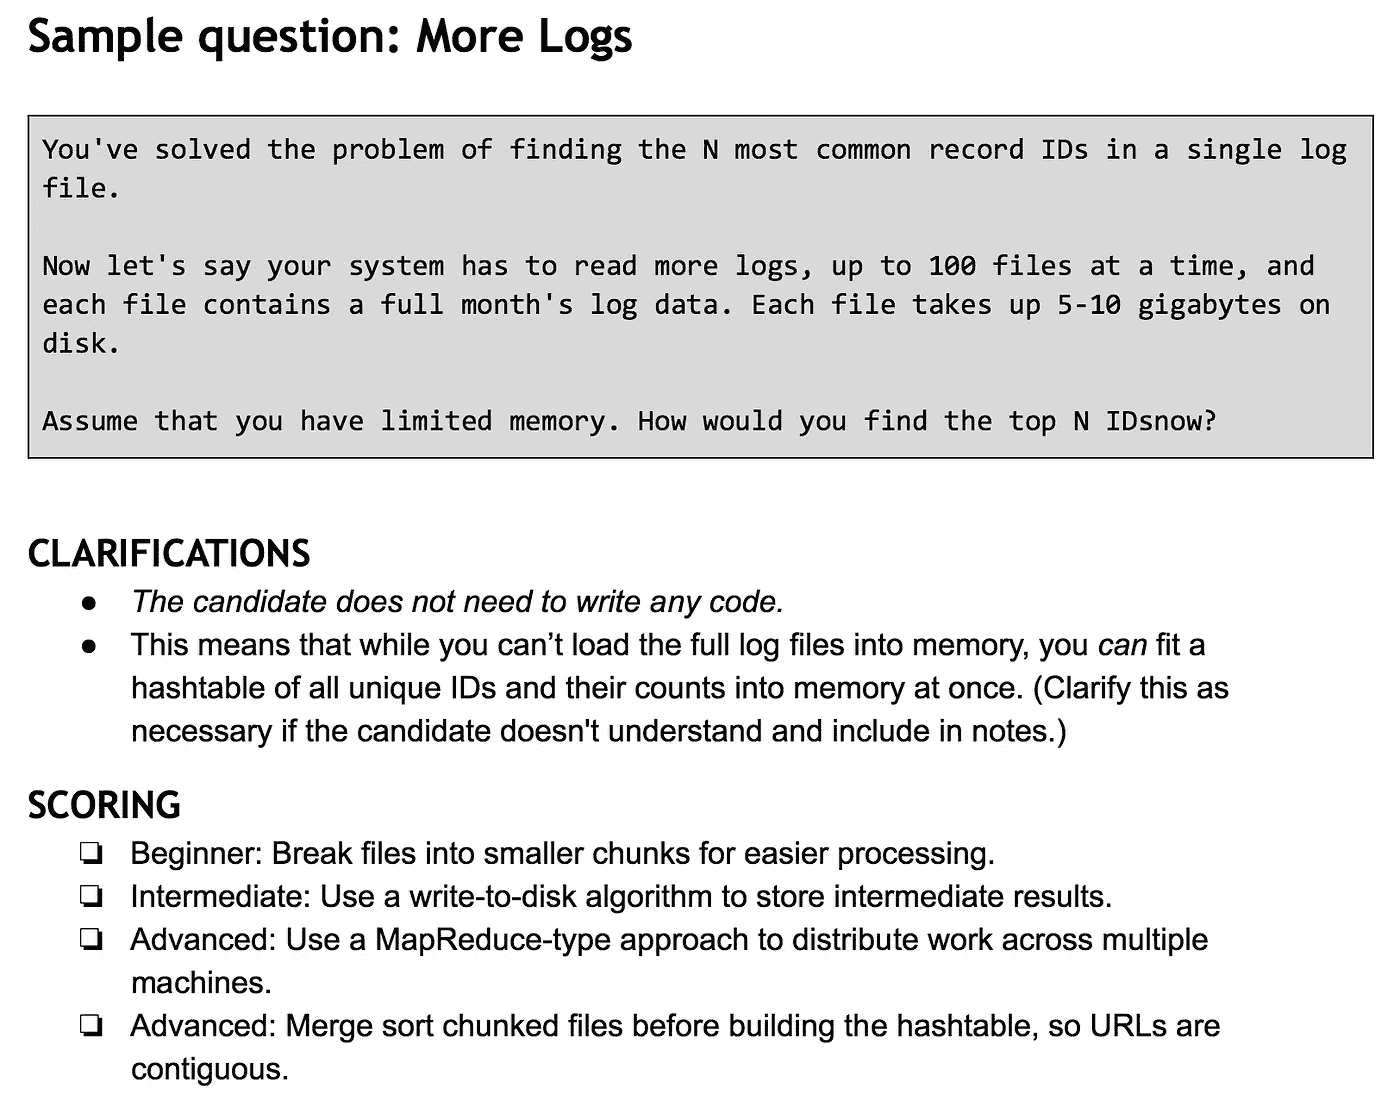 Sample question: More Logs
You've solved the problem of finding the N most common record IDs in a single log
file.
Now let's say your system has to read more logs, up to 100 files at a time, and
each file contains a full month's log data. Each file takes up 5-10 gigabytes on
disk.
Assume that you have limited memory. How would you find the top N IDsnow?
CLARIFICATIONS
● The candidate does not need to write any code.
● This means that while you can’t load the full log files into memory, you can fit a
hashtable of all unique IDs and their counts into memory at once. (Clarify this as
necessary if the candidate doesn't understand and include in notes.)
SCORING
❏ Beginner: Break files into smaller chunks for easier processing.
❏ Intermediate: Use a write-to-disk algorithm to store intermediate results.
❏ Advanced: Use a MapReduce-type approach to distribute work across multiple
machines.
❏ Advanced: Merge sort chunked files before building the hashtable, so URLs are
contiguous.